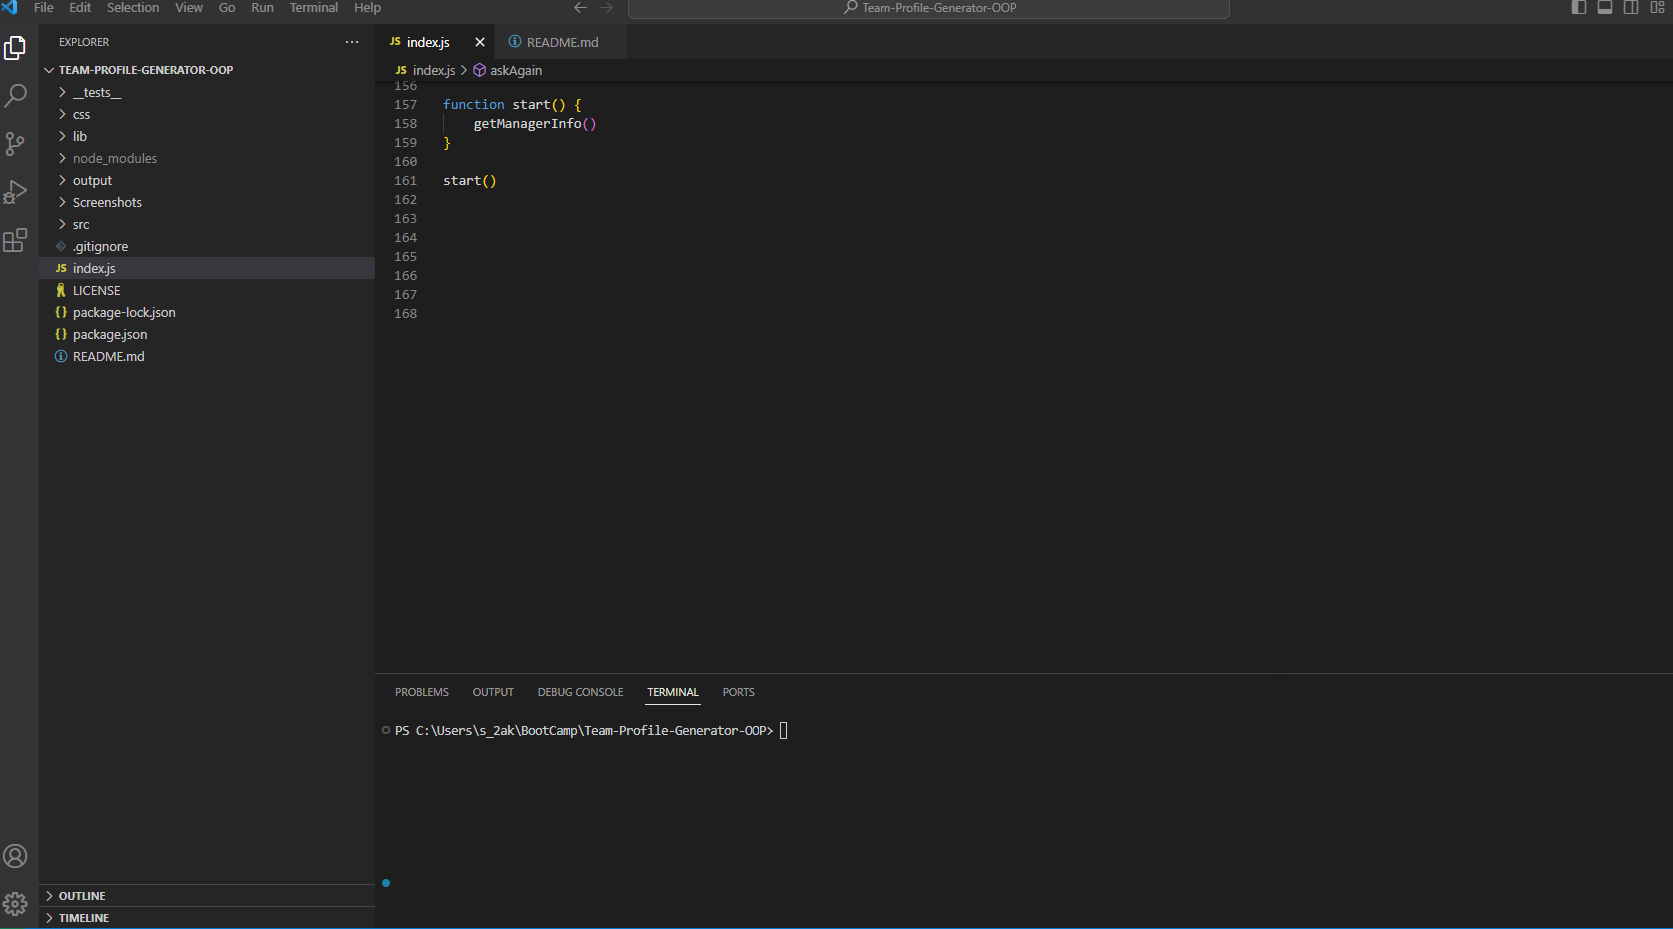 File Edit Selection View Go Run Terminal Help
Team-Profile-Generator-OOP
EXPLORER
TEAM-PROFILE-GENERATOR-OOP
__tests__
css
lib
node_modules
output
Screenshots
src
.gitignore
JS index.js
LICENSE
{} package-lock.json
{} package.json
README.md
OUTLINE
TIMELINE
JS index.js README.md
JS index.js > askAgain
156
157 function start() {
158 getManagerInfo()
159 }
160
161 start()
162
163
164
165
166
167
168
PROBLEMS OUTPUT DEBUG CONSOLE TERMINAL PORTS
PS C:\Users\s_2ak\BootCamp\Team-Profile-Generator-OOP>